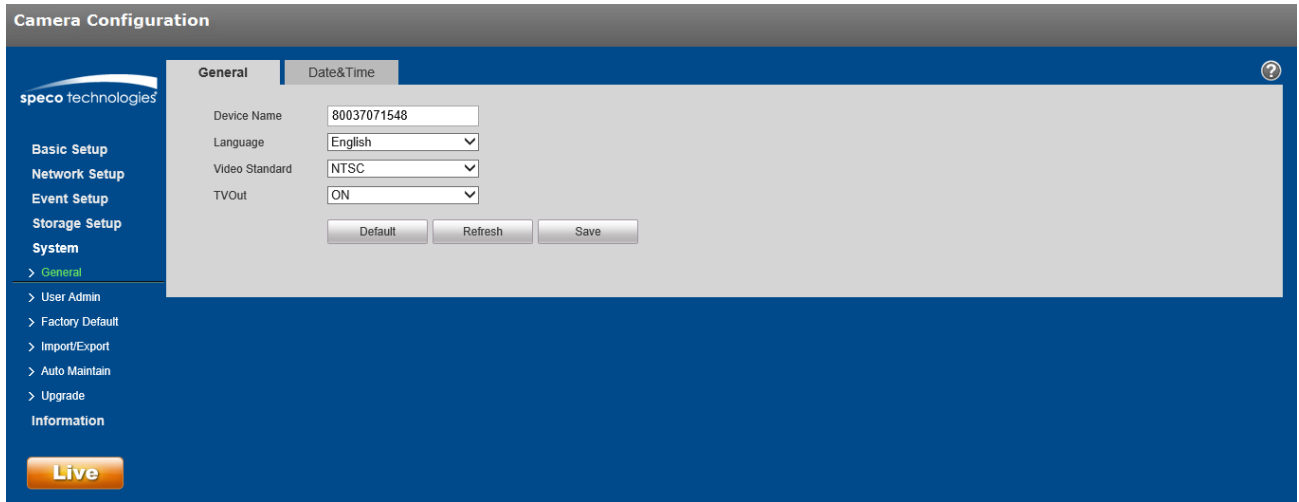 Camera Configuration
speco technologies
General Date&Time ?
Device Name 80037071548
Language English
Video Standard NTSC
TVOut ON
Default Refresh Save
Basic Setup
Network Setup
Event Setup
Storage Setup
System
> General
> User Admin
> Factory Default
> Import/Export
> Auto Maintain
> Upgrade
Information
Live